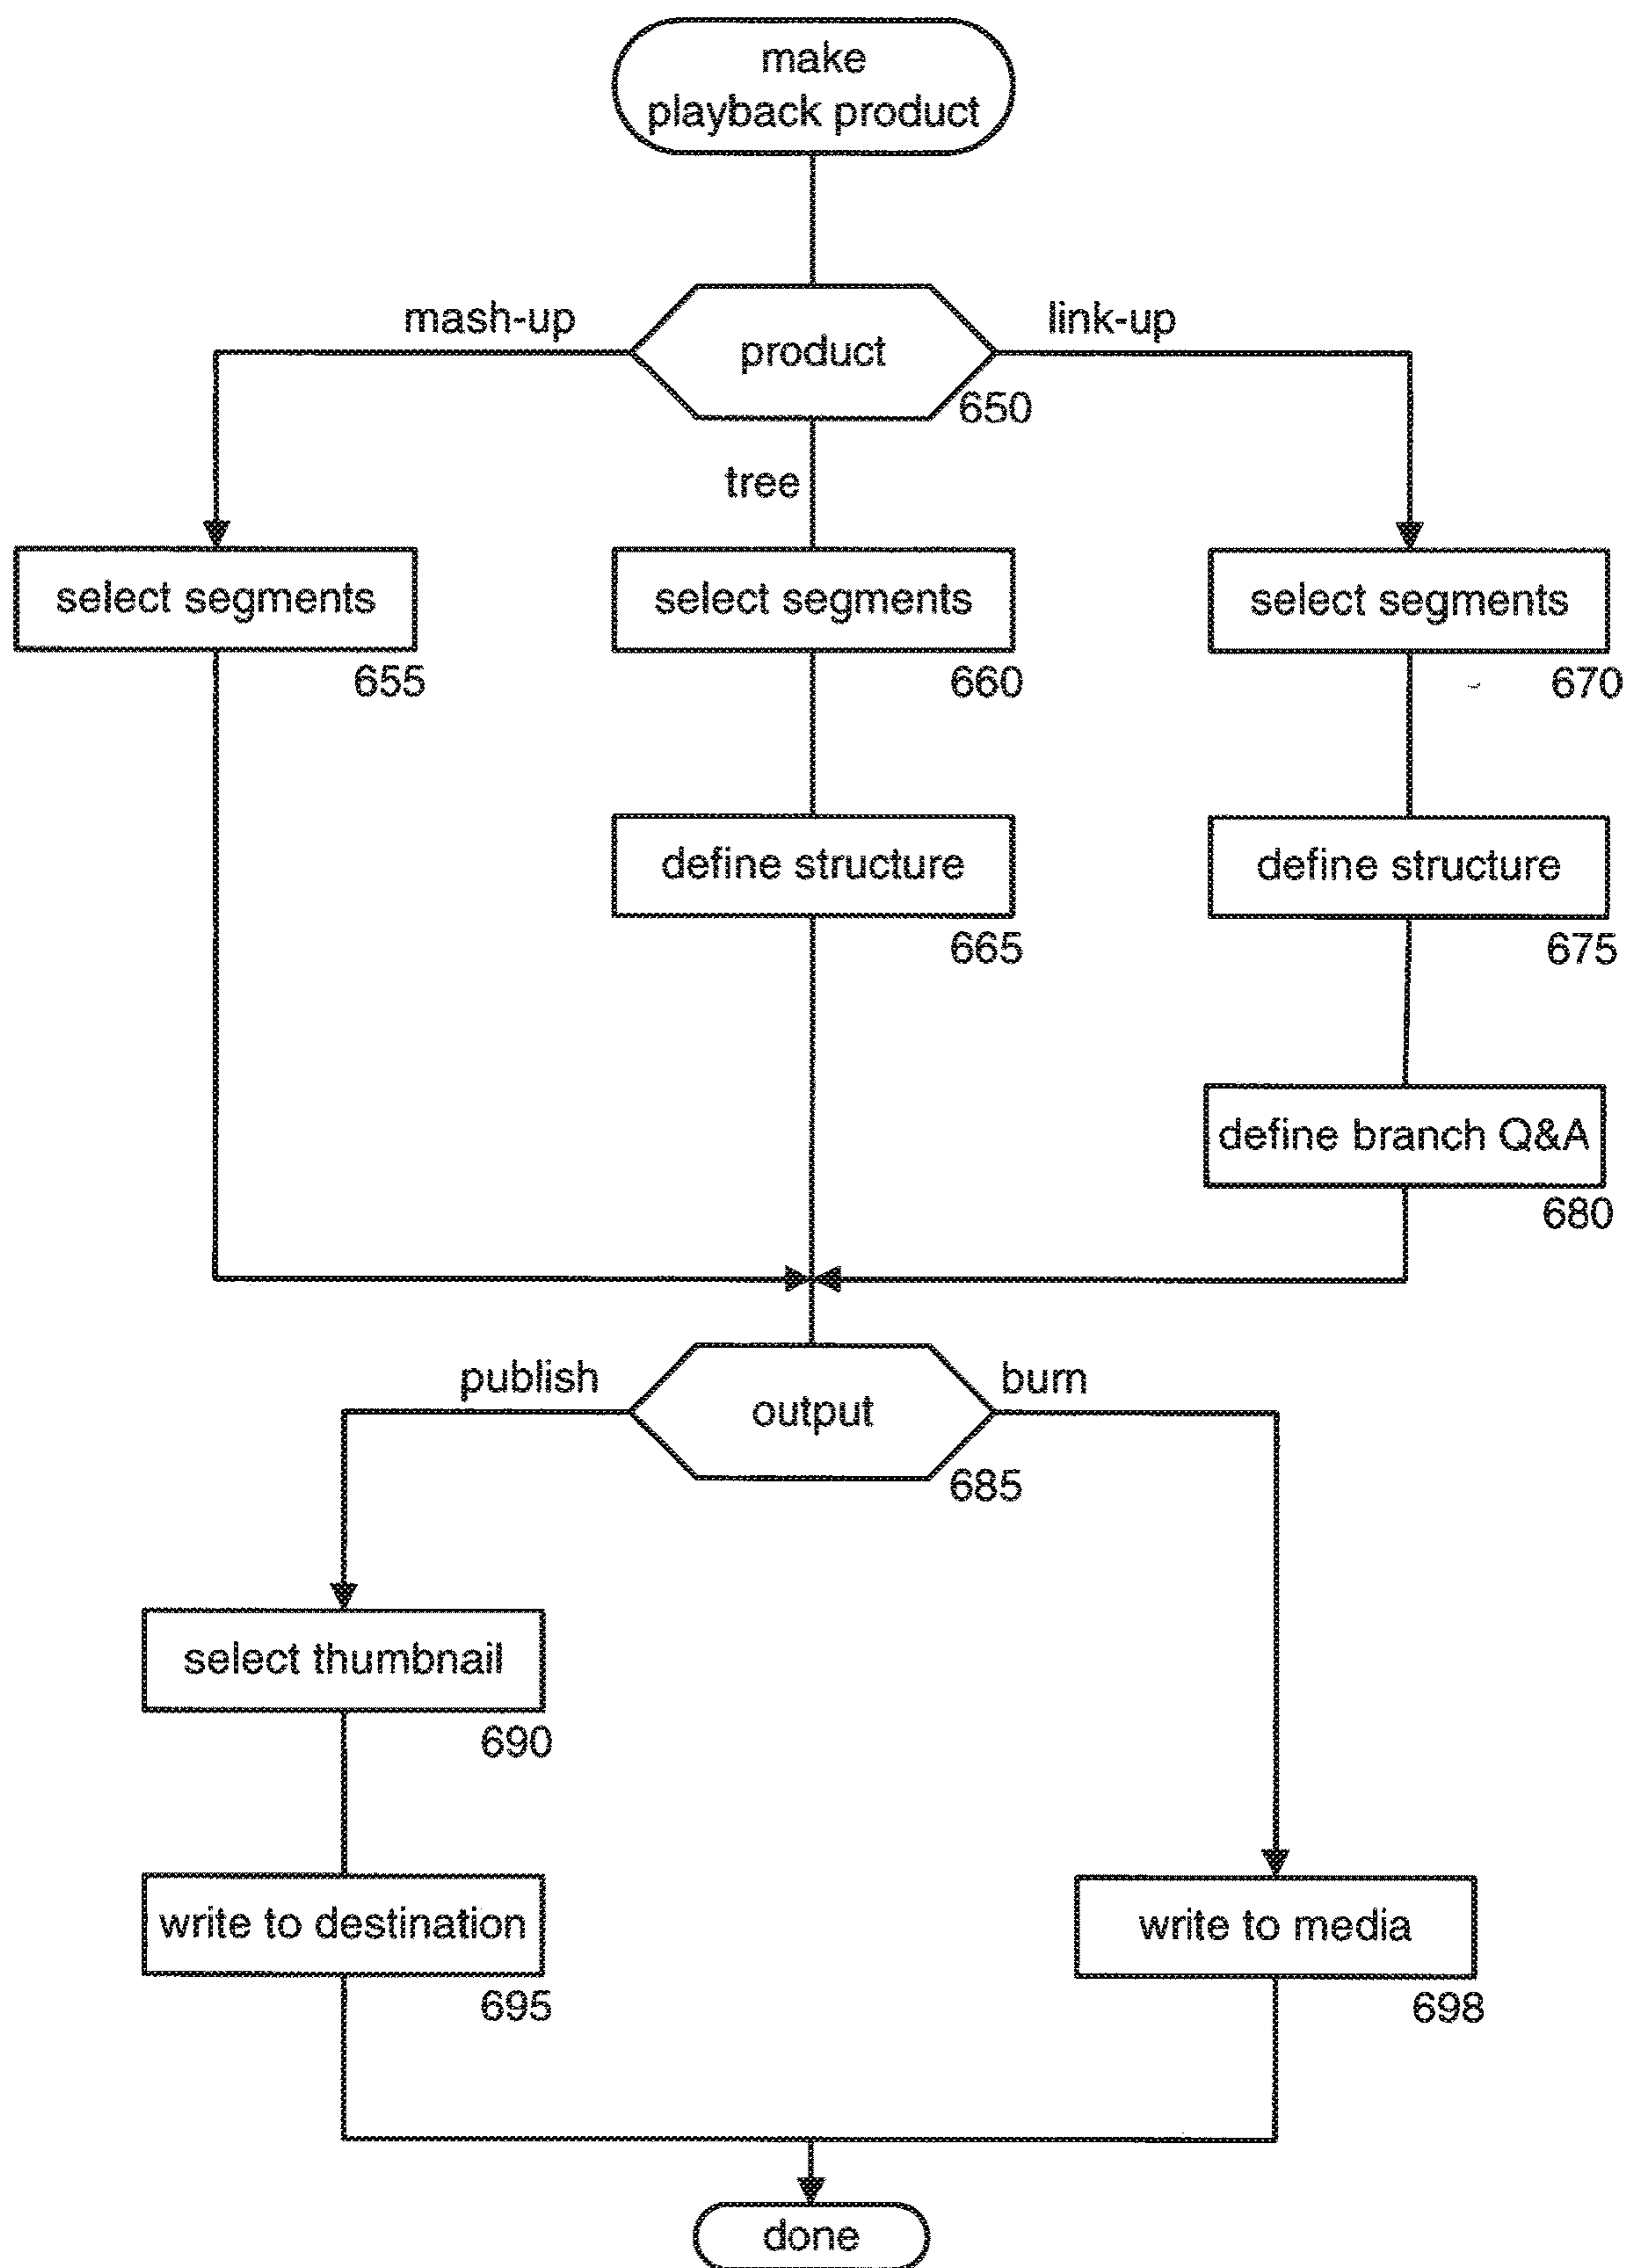 make
playback product
mash-up
link-up
product
650
tree
select segments
select segments
select segments
655
660
670
define structure
define structure
665
675
define branch Q&A
680
publish
burn
output
685
select thumbnail
690
write to destination
write to media
695
698
done